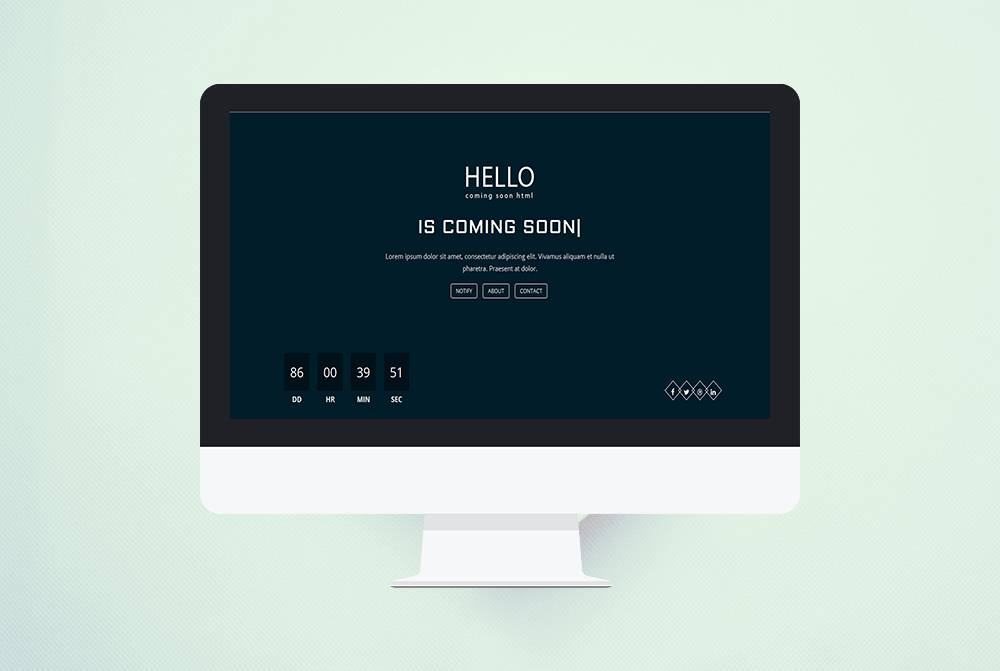 HELLO
coming soon html
IS COMING SOON|
Lorem ipsum dolor sit amet, consectetur adipiscing elit. Vivamus aliquam et nulla ut
pharetra. Praesent at dolor.
NOTIFY ABOUT CONTACT
86 00 39 51
DD HR MIN SEC